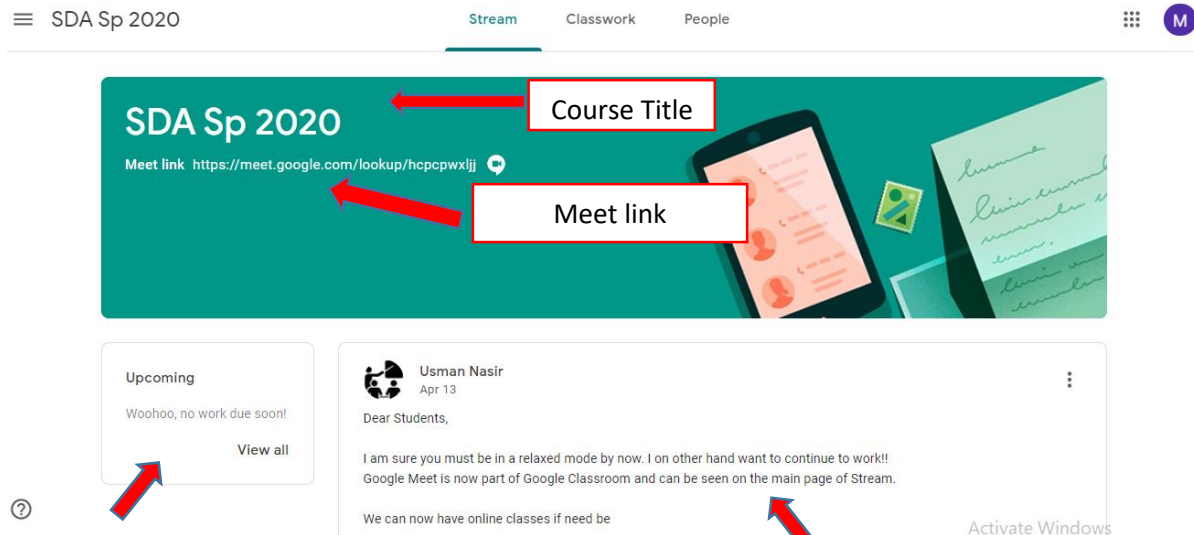 SDA Sp 2020
Stream Classwork People
M
SDA Sp 2020
Course Title
Meet link https://meet.google.com/lookup/hcpcpwxljj
Meet link
Upcoming
Woohoo, no work due soon!
View all
Usman Nasir
Apr 13
Dear Students,
I am sure you must be in a relaxed mode by now. I on other hand want to continue to work!!
Google Meet is now part of Google Classroom and can be seen on the main page of Stream.
We can now have online classes if need be
Activate Windows